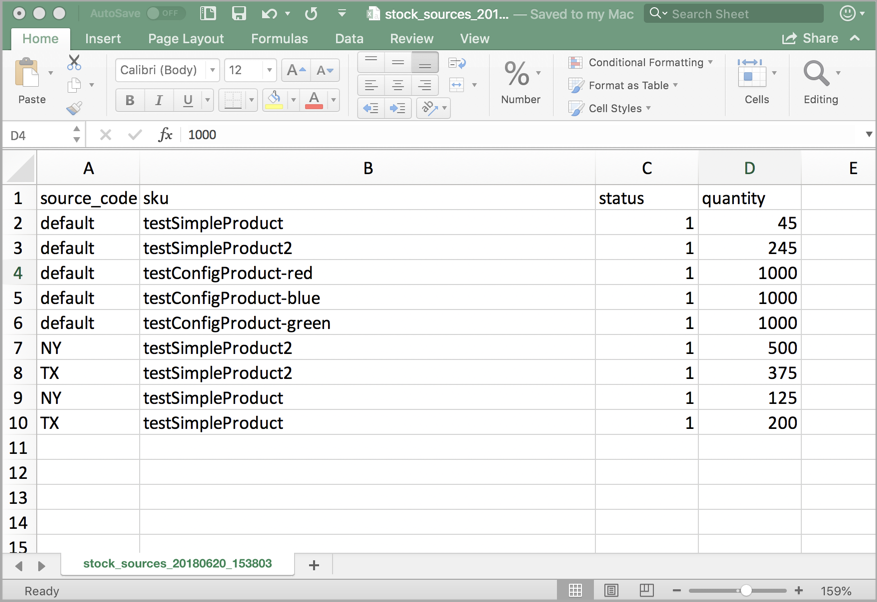 AutoSave OFF stock_sources_201... — Saved to my Mac Search Sheet
Home Insert Page Layout Formulas Data Review View Share
Paste Calibri (Body) 12 A A B I U A % Number Conditional Formatting Format as Table Cell Styles Cells Editing
D4 fx 1000
A B C D E
1 source_code sku status quantity
2 default testSimpleProduct 1 45
3 default testSimpleProduct2 1 245
4 default testConfigProduct-red 1 1000
5 default testConfigProduct-blue 1 1000
6 default testConfigProduct-green 1 1000
7 NY testSimpleProduct2 1 500
8 TX testSimpleProduct2 1 375
9 NY testSimpleProduct 1 125
10 TX testSimpleProduct 1 200
11
12
13
14
15
stock_sources_20180620_153803 +
Ready − + 159%